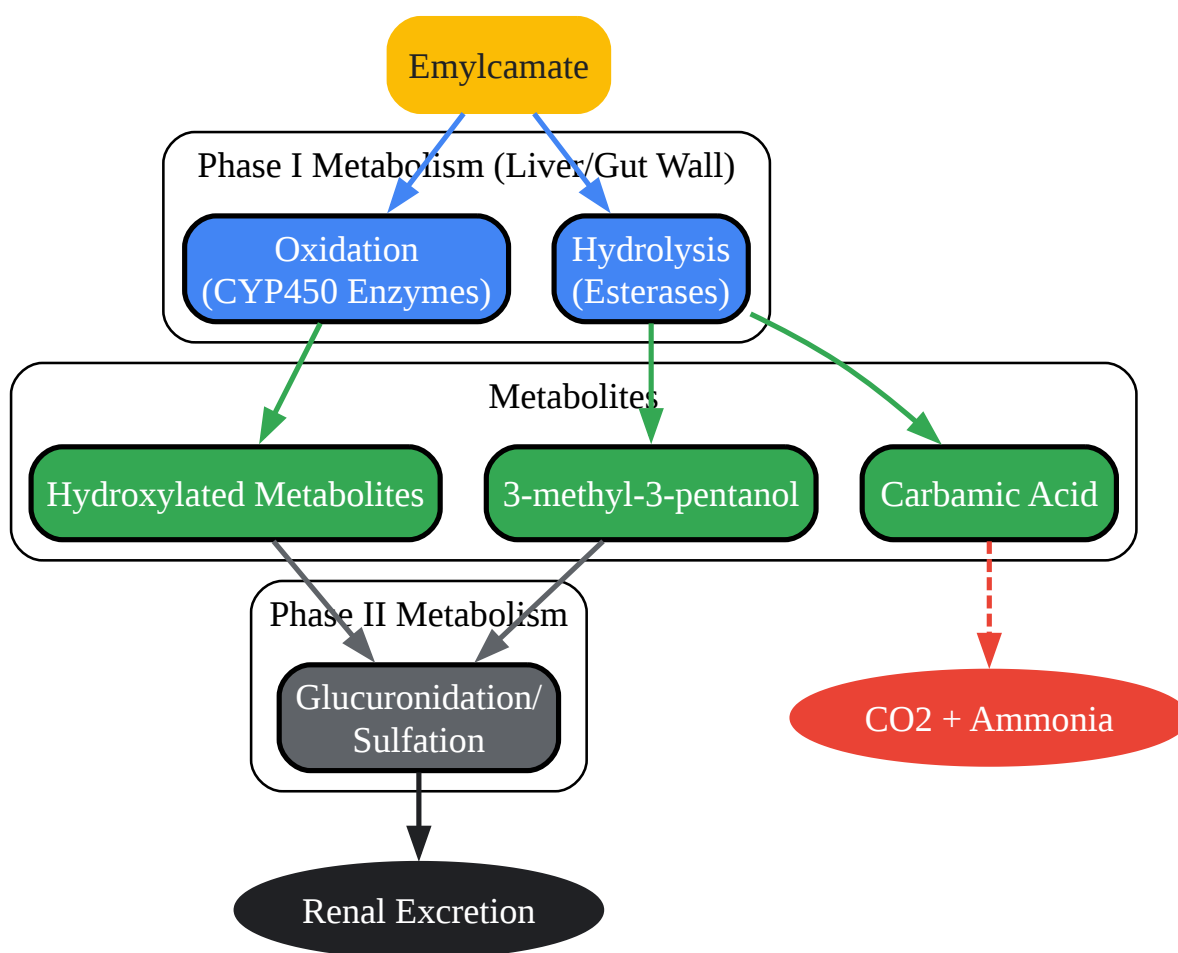 Emylcamate
Phase I Metabolism (Liver/Gut Wall)
Oxidation
(CYP450 Enzymes)
Hydrolysis
(Esterases)
Metabolites
Hydroxylated Metabolites
3-methyl-3-pentanol
Carbamic Acid
Phase II Metabolism
Glucuronidation/
Sulfation
CO2 + Ammonia
Renal Excretion